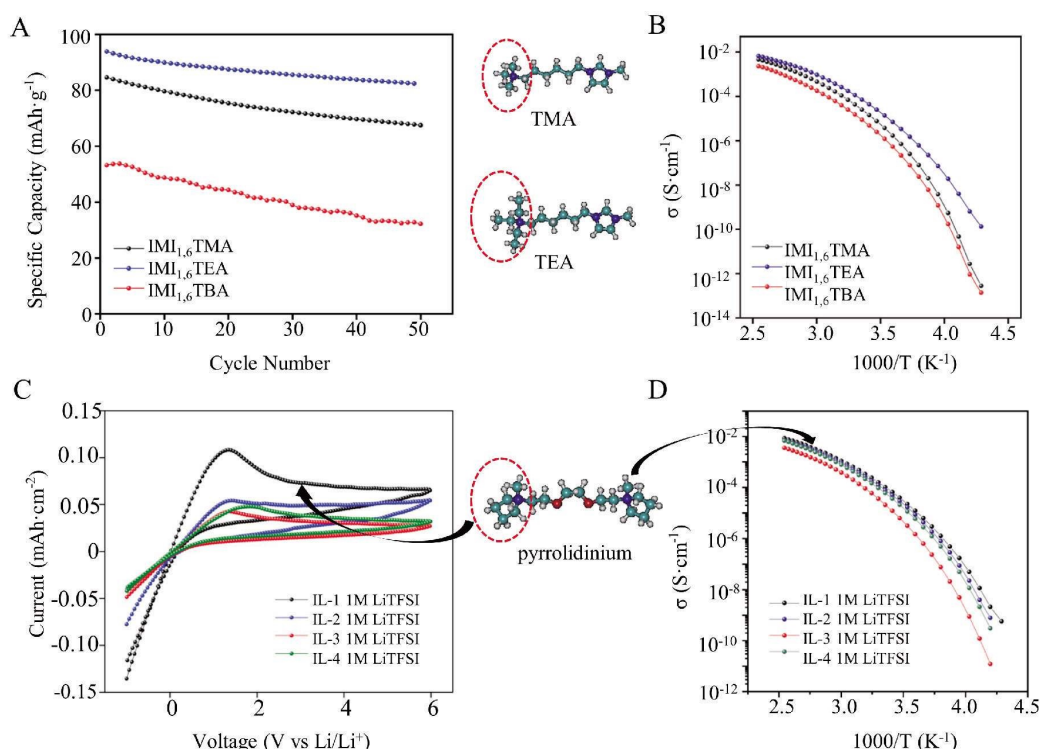 A
Specific Capacity (mAh·g⁻¹)
100
80
60
40
20
0
IMI₁,₆TMA
IMI₁,₆TEA
IMI₁,₆TBA
0 10 20 30 40 50
Cycle Number
TMA
TEA
B
σ (S·cm⁻¹)
10⁻²
10⁻⁴
10⁻⁶
10⁻⁸
10⁻¹⁰
10⁻¹²
10⁻¹⁴
IMI₁,₆TMA
IMI₁,₆TEA
IMI₁,₆TBA
2.5 3.0 3.5 4.0 4.5
1000/T (K⁻¹)
C
Current (mAh·cm⁻²)
0.15
0.10
0.05
0
-0.05
-0.10
-0.15
IL-1 1M LiTFSI
IL-2 1M LiTFSI
IL-3 1M LiTFSI
IL-4 1M LiTFSI
0 2 4 6
Voltage (V vs Li/Li⁺)
pyrrolidinium
D
σ (S·cm⁻¹)
10⁻²
10⁻⁴
10⁻⁶
10⁻⁸
10⁻¹⁰
10⁻¹²
IL-1 1M LiTFSI
IL-2 1M LiTFSI
IL-3 1M LiTFSI
IL-4 1M LiTFSI
2.0 2.5 3.0 3.5 4.0 4.5
1000/T (K⁻¹)